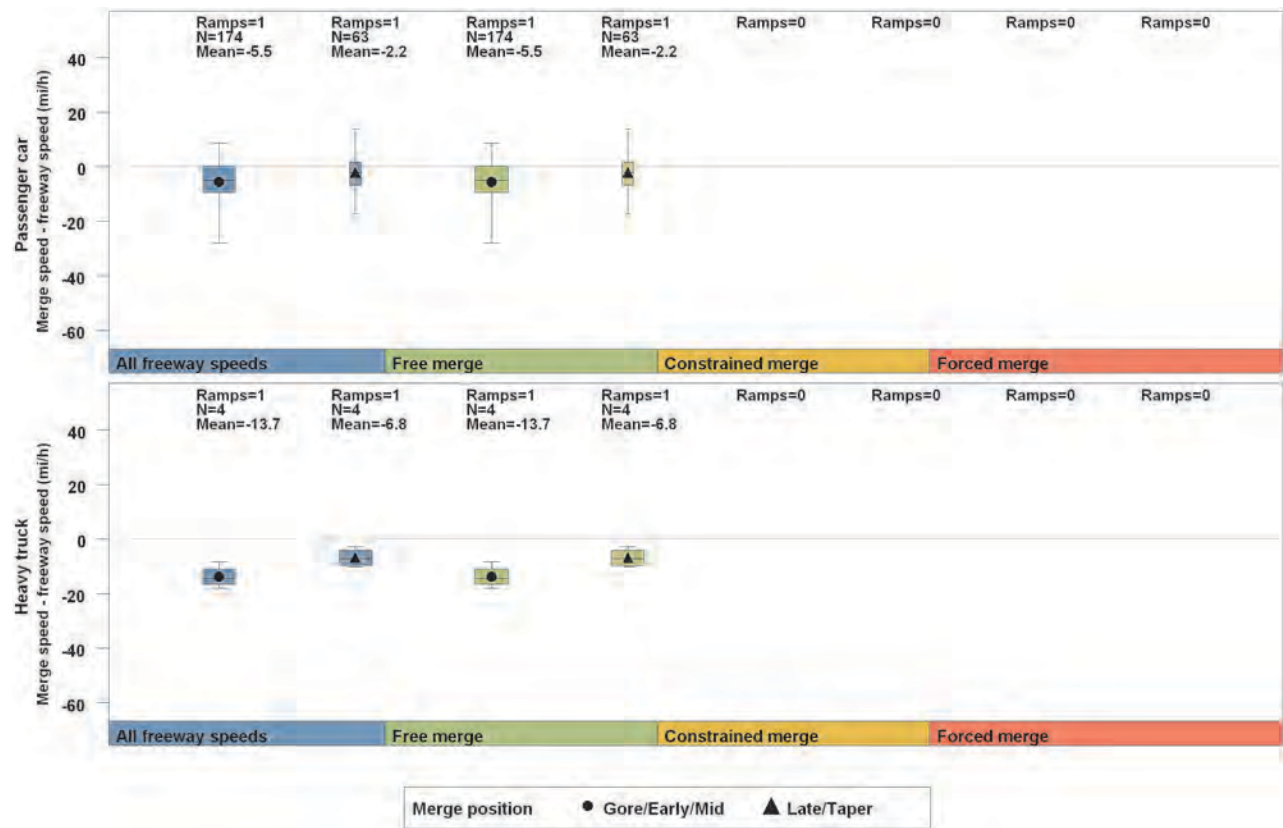 Ramps=1 Ramps=1 Ramps=1 Ramps=1 Ramps=0 Ramps=0 Ramps=0 Ramps=0
N=174 N=63 N=174 N=63
Mean=-5.5 Mean=-2.2 Mean=-5.5 Mean=-2.2
Passenger car
Merge speed - freeway speed (mi/h)
40
20
0
-20
-40
-60
All freeway speeds Free merge Constrained merge Forced merge
Ramps=1 Ramps=1 Ramps=1 Ramps=1 Ramps=0 Ramps=0 Ramps=0 Ramps=0
N=4 N=4 N=4 N=4
Mean=-13.7 Mean=-6.8 Mean=-13.7 Mean=-6.8
Heavy truck
Merge speed - freeway speed (mi/h)
40
20
0
-20
-40
-60
All freeway speeds Free merge Constrained merge Forced merge
Merge position Gore/Early/Mid Late/Taper